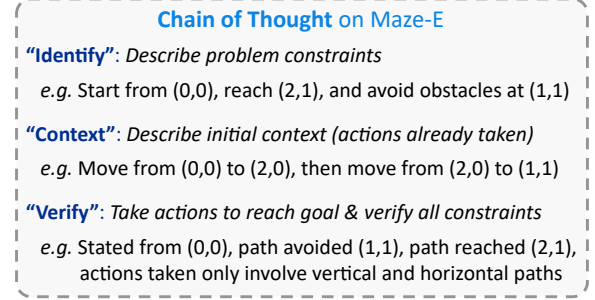 Chain of Thought on Maze-E
“Identify”: Describe problem constraints
e.g. Start from (0,0), reach (2,1), and avoid obstacles at (1,1)
“Context”: Describe initial context (actions already taken)
e.g. Move from (0,0) to (2,0), then move from (2,0) to (1,1)
“Verify”: Take actions to reach goal & verify all constraints
e.g. Stated from (0,0), path avoided (1,1), path reached (2,1),
actions taken only involve vertical and horizontal paths